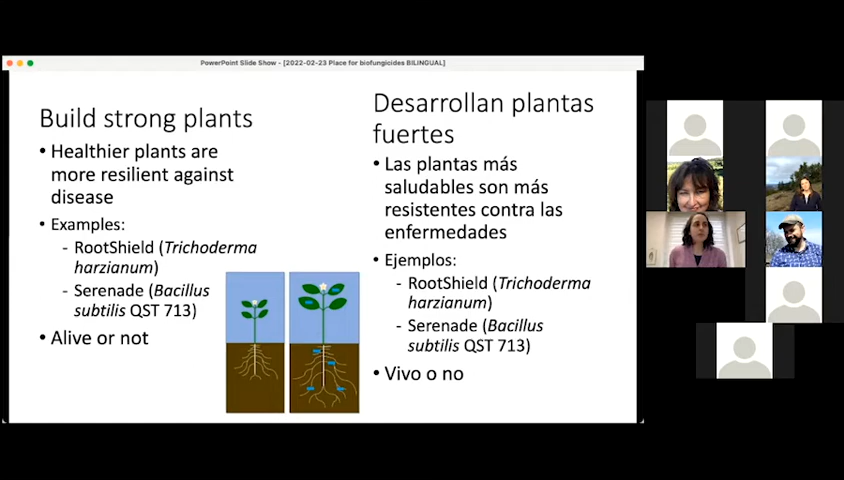 PowerPoint Slide Show - [2022-02-23 Place for biofungicides BILINGUAL]
Build strong plants
• Healthier plants are
more resilient against
disease
• Examples:
- RootShield (Trichoderma
harzianum)
- Serenade (Bacillus
subtilis QST 713)
• Alive or not
Desarrollan plantas
fuertes
• Las plantas más
saludables son más
resistentes contra las
enfermedades
• Ejemplos:
- RootShield (Trichoderma
harzianum)
- Serenade (Bacillus
subtilis QST 713)
• Vivo o no